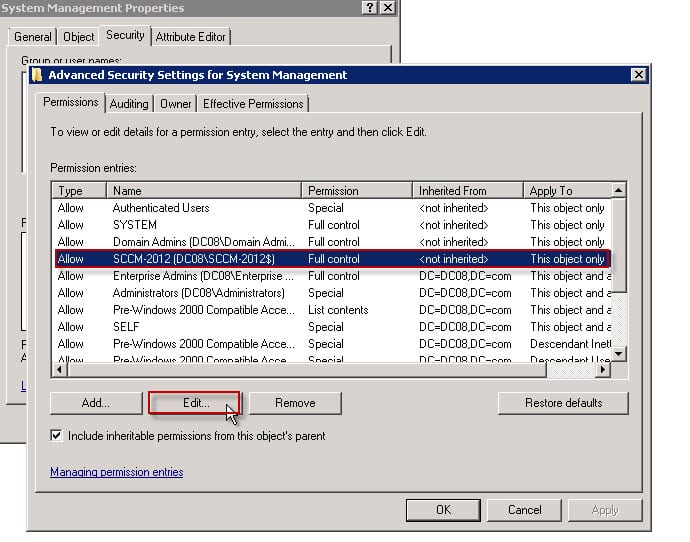 System Management Properties
General Object Security Attribute Editor
Group or user names:
Advanced Security Settings for System Management
Permissions Auditing Owner Effective Permissions
To view or edit details for a permission entry, select the entry and then click Edit.
Permission entries:
Type Name Permission Inherited From Apply To
Allow Authenticated Users Special <not inherited> This object only
Allow SYSTEM Full control <not inherited> This object only
Allow Domain Admins (DC08\Domain Admi... Full control <not inherited> This object only
Allow SCCM-2012 (DC08\SCCM-2012$) Full control <not inherited> This object only
Allow Enterprise Admins (DC08\Enterprise ... Full control DC=DC08,DC=com This object and a
Allow Administrators (DC08\Administrators) Special DC=DC08,DC=com This object and a
Allow Pre-Windows 2000 Compatible Acce... List contents DC=DC08,DC=com This object and a
Allow SELF Special DC=DC08,DC=com This object and a
Allow Pre-Windows 2000 Compatible Acce... Special DC=DC08,DC=com Descendant Inet
Allow Pre-Windows 2000 Compatible Acce... Special DC=DC08,DC=com Descendant Use
Add... Edit... Remove Restore defaults
Include inheritable permissions from this object's parent
Managing permission entries
OK Cancel Apply